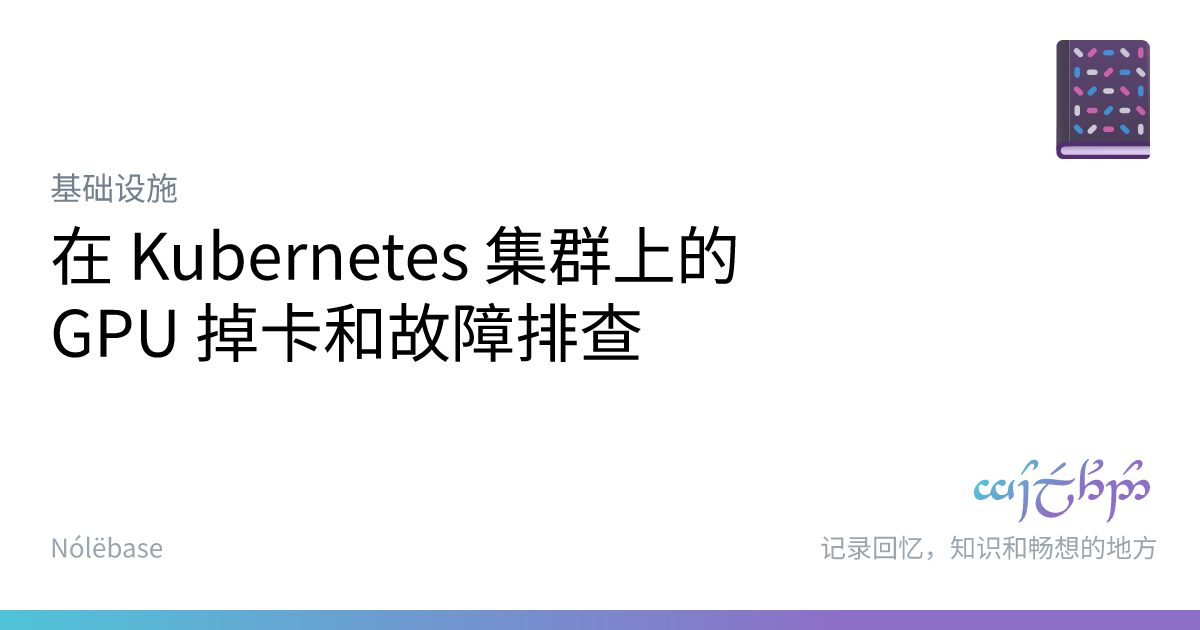 基础设施
在 Kubernetes 集群上的
GPU 掉卡和故障排查
Nólëbase
记录回忆，知识和畅想的地方